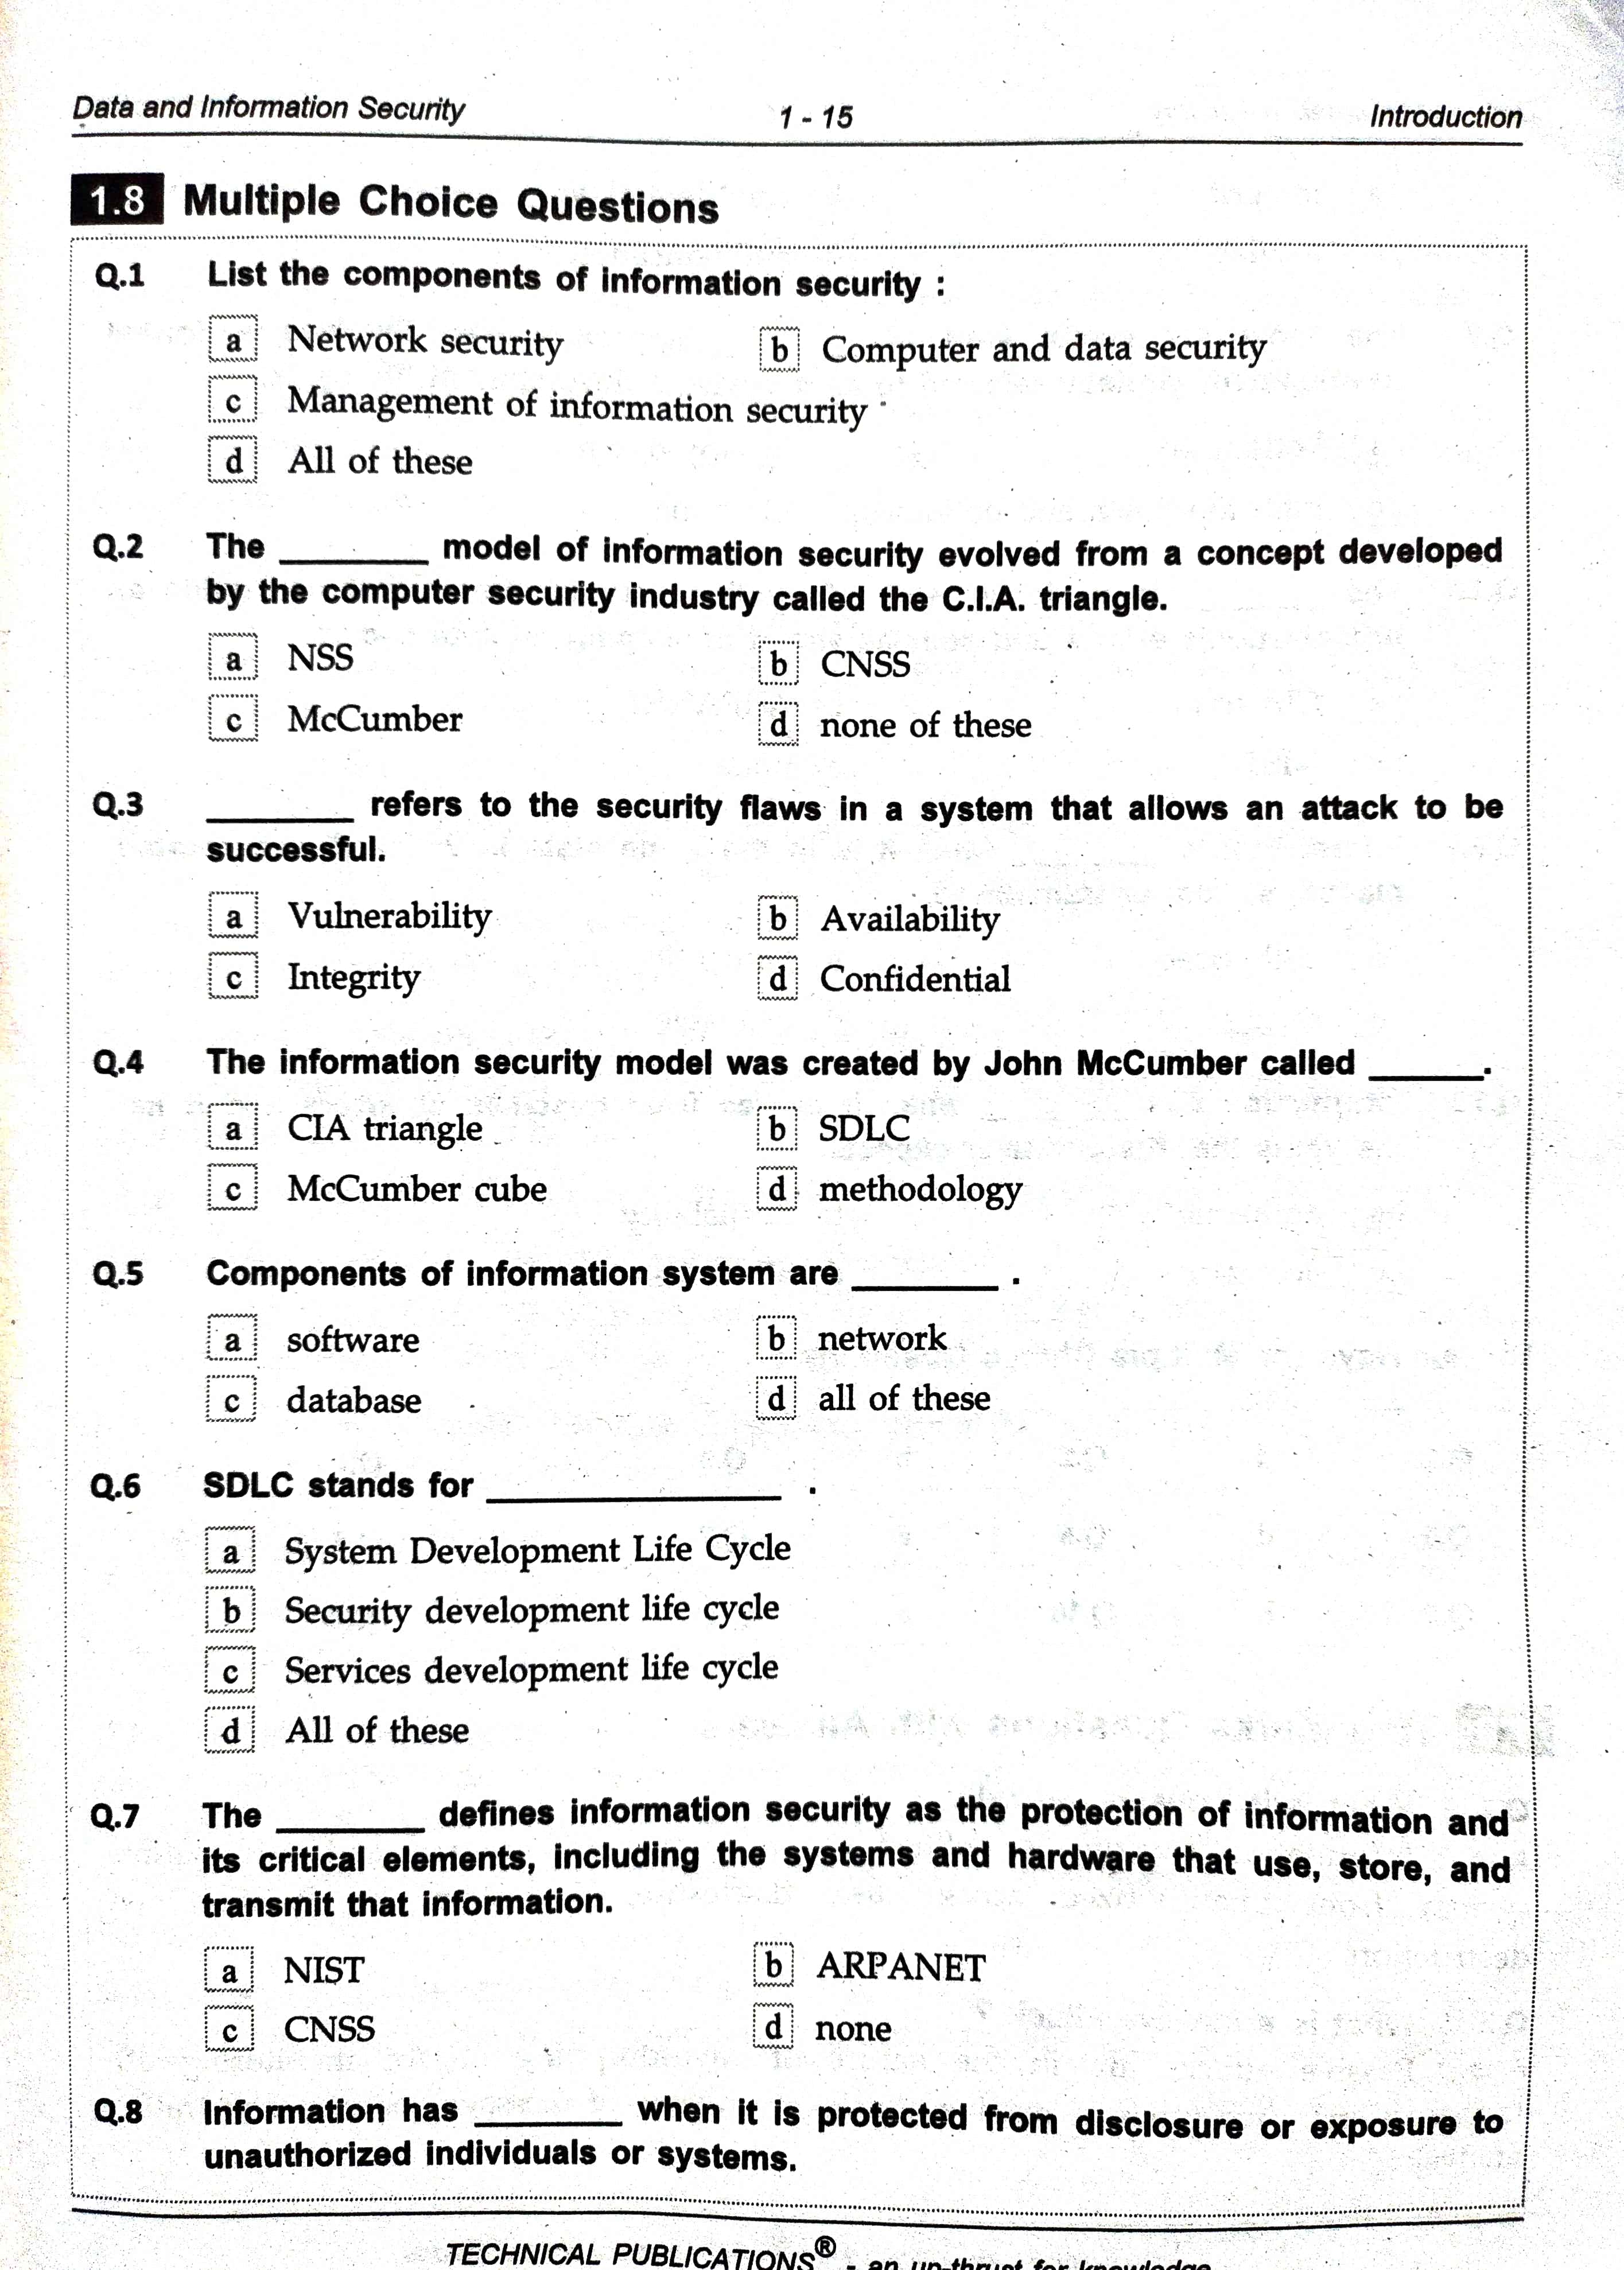 Data and Information Security 1 - 15 Introduction
1.8 Multiple Choice Questions
Q.1 List the components of information security :
a Network security b Computer and data security
c Management of information security
d All of these
Q.2 The ________ model of information security evolved from a concept developed
by the computer security industry called the C.I.A. triangle.
a NSS b CNSS
c McCumber d none of these
Q.3 ________ refers to the security flaws in a system that allows an attack to be
successful.
a Vulnerability b Availability
c Integrity d Confidential
Q.4 The information security model was created by John McCumber called ______.
a CIA triangle b SDLC
c McCumber cube d methodology
Q.5 Components of information system are ________ .
a software b network
c database d all of these
Q.6 SDLC stands for ________________ .
a System Development Life Cycle
b Security development life cycle
c Services development life cycle
d All of these
Q.7 The ________ defines information security as the protection of information and
its critical elements, including the systems and hardware that use, store, and
transmit that information.
a NIST b ARPANET
c CNSS d none
Q.8 Information has ________ when it is protected from disclosure or exposure to
unauthorized individuals or systems.
TECHNICAL PUBLICATIONS® - an up-thrust for knowledge